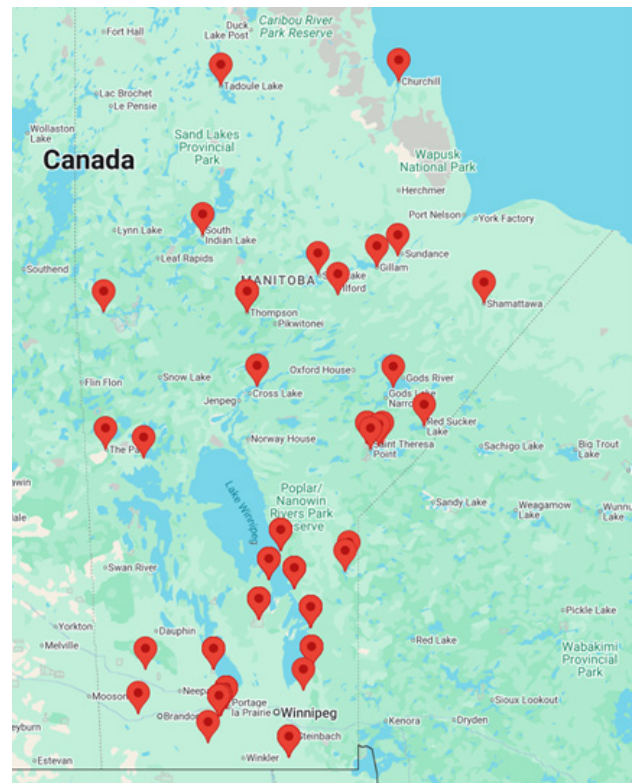 Fort Hall
Duck
Lake Post
Caribou River
Park Reserve
Tadoule Lake
Churchill
Lac Brochet
Le Pensie
Wollaston
Lake
Sand Lakes
Provincial
Park
Canada
Wapusk
National Park
Herchmer
Port Nelson
York Factory
Lynn Lake
South
Indian Lake
Leaf Rapids
Sundance
Gillam
Southend
MANITOBA
Ilford
Shamattawa
Thompson
Pikwitonei
Flin Flon
Snow Lake
Oxford House
Gods River
Cross Lake
Gods Lake
Jenpeg
Red Sucker
Lake
The
Norway House
Saint Theresa
Point
Sachigo Lake
Big Trout
Lake
Lake Winnipeg
Poplar/
Nanowin
Rivers Park
Sandy Lake
Weagamow
Lake
Swan River
Pickle Lake
Yorkton
Melville
Dauphin
Red Lake
Wabakimi
Provincial
Park
Portage
la Prairie
Winnipeg
Sioux Lookout
Kenora
Dryden
Steinbach
Estevan
Winkler